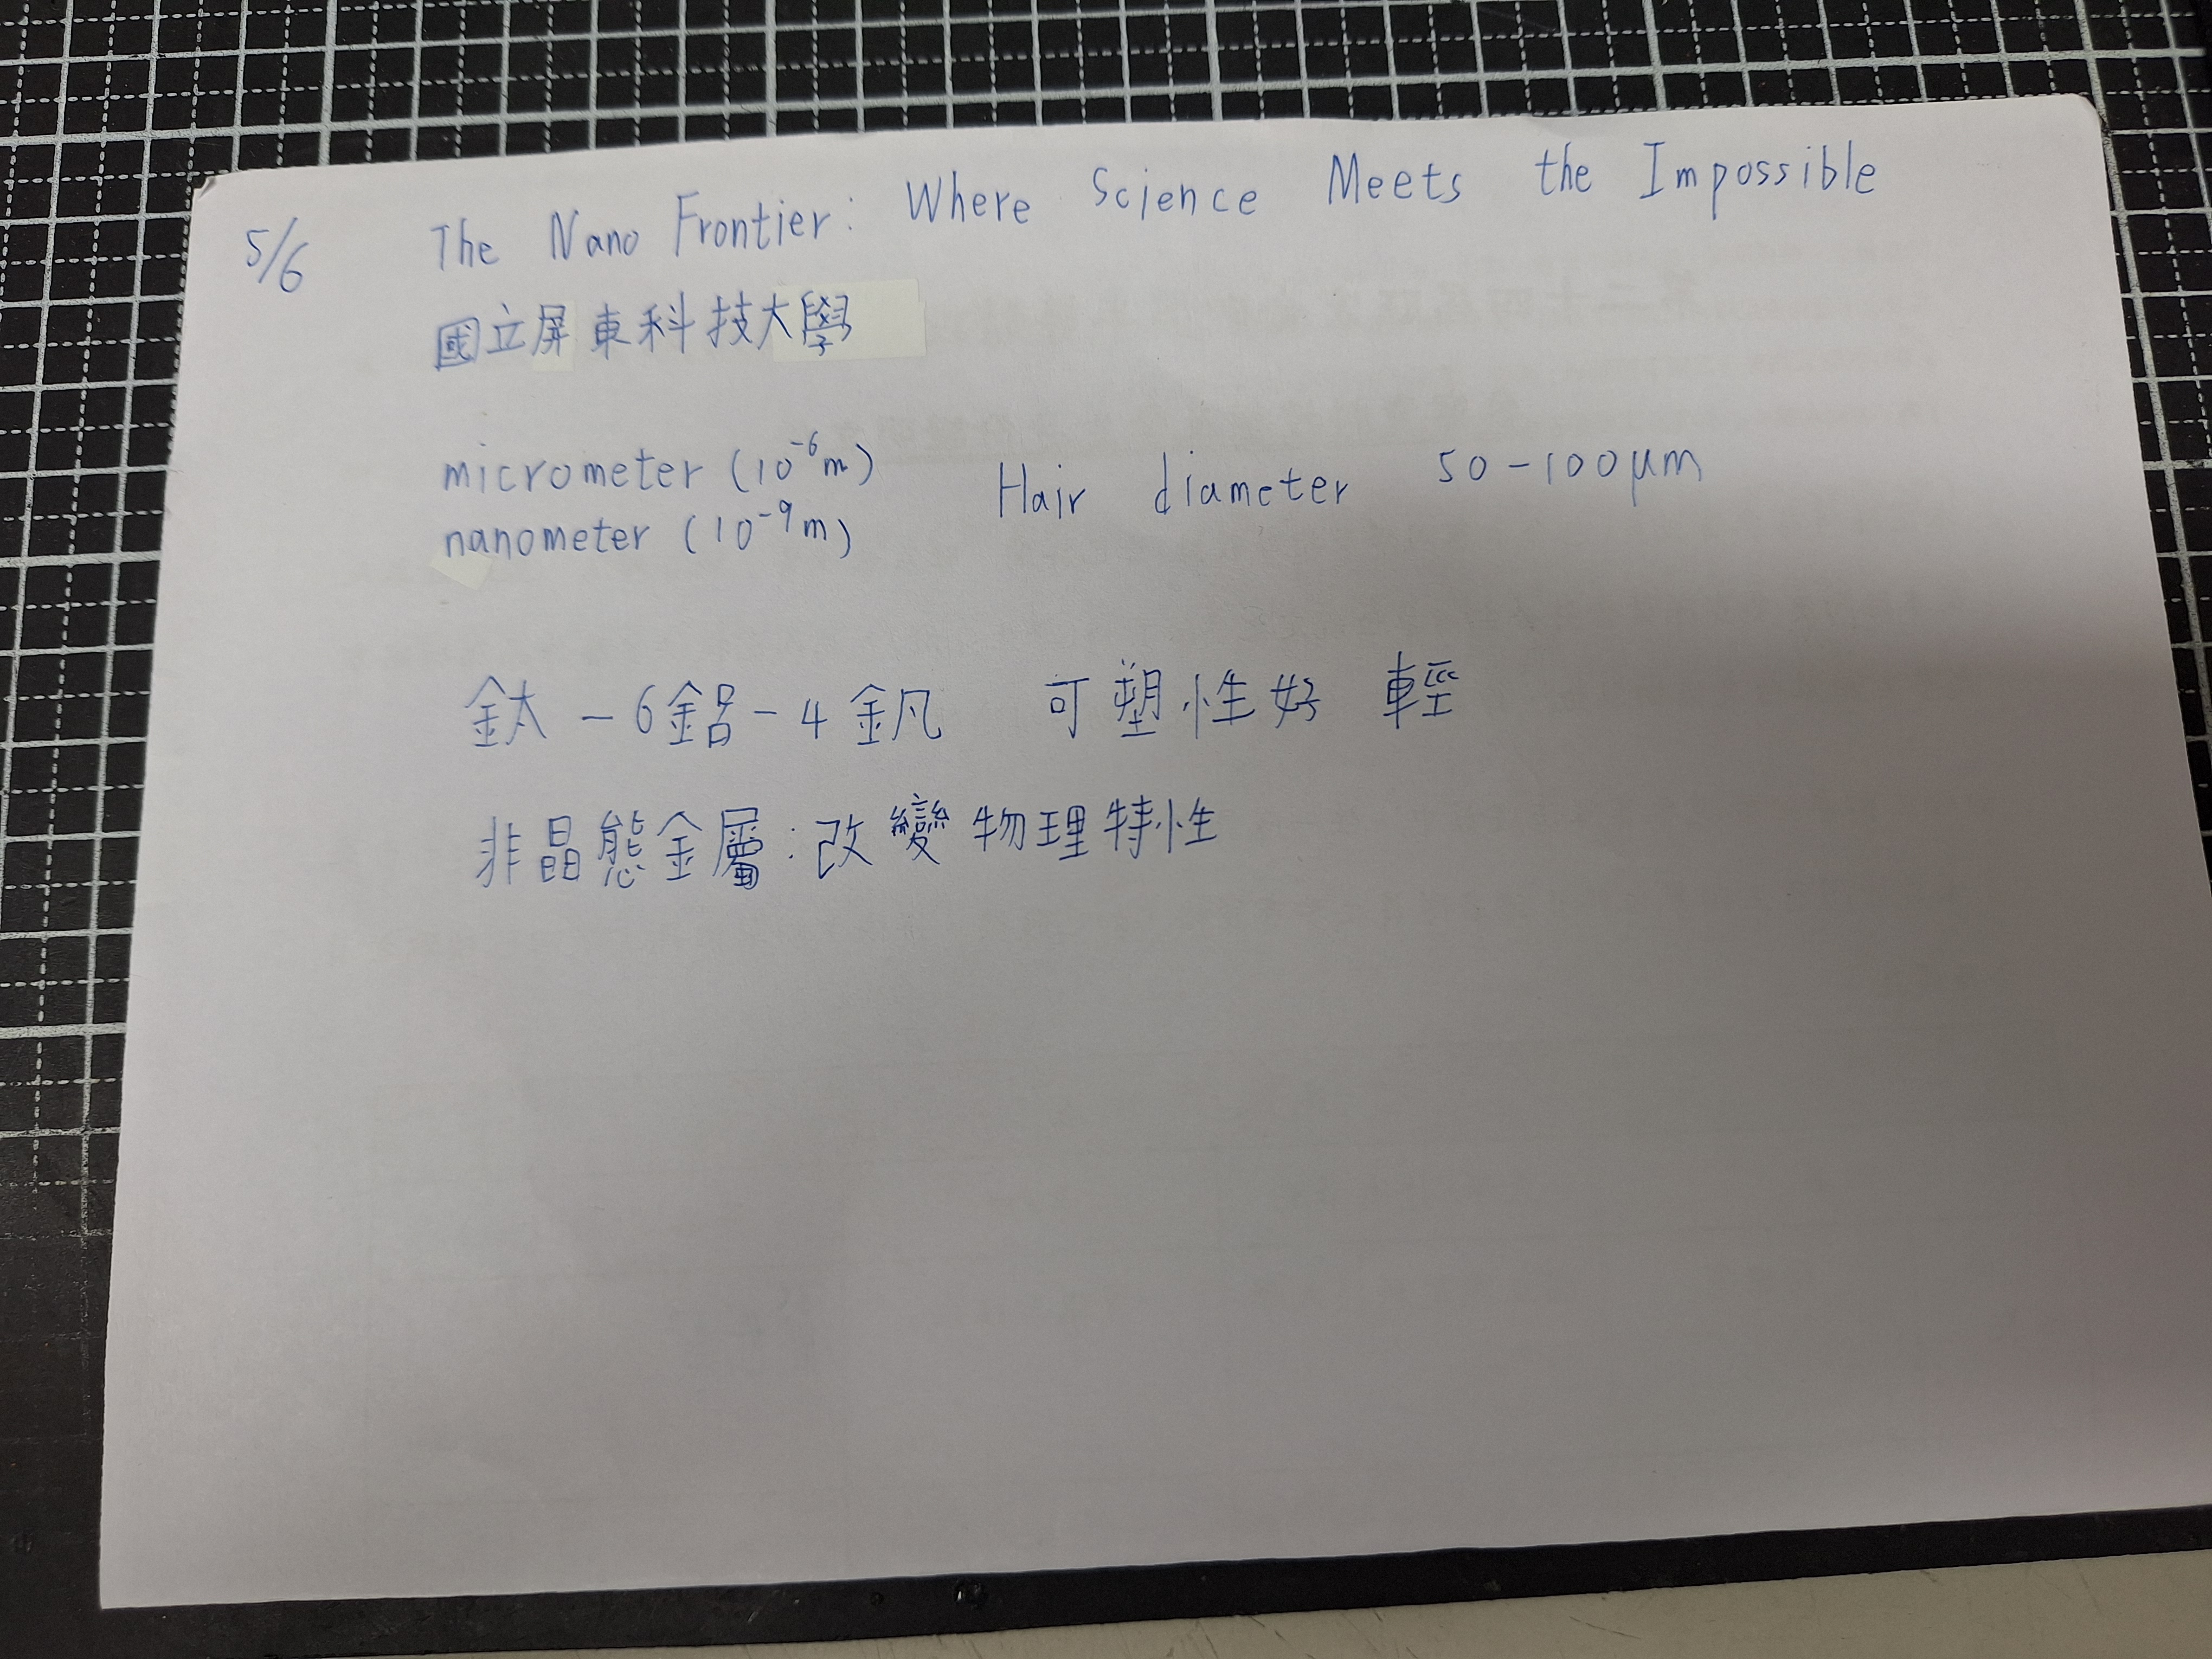 5/6 The Nano Frontier: Where Science Meets the Impossible
國立屏東科技大學
micrometer (10⁻⁶m) Hair diameter 50-100μm
nanometer (10⁻⁹m)
鈦-6鋁-4釩 可塑性好 輕
非晶態金屬:改變物理特性